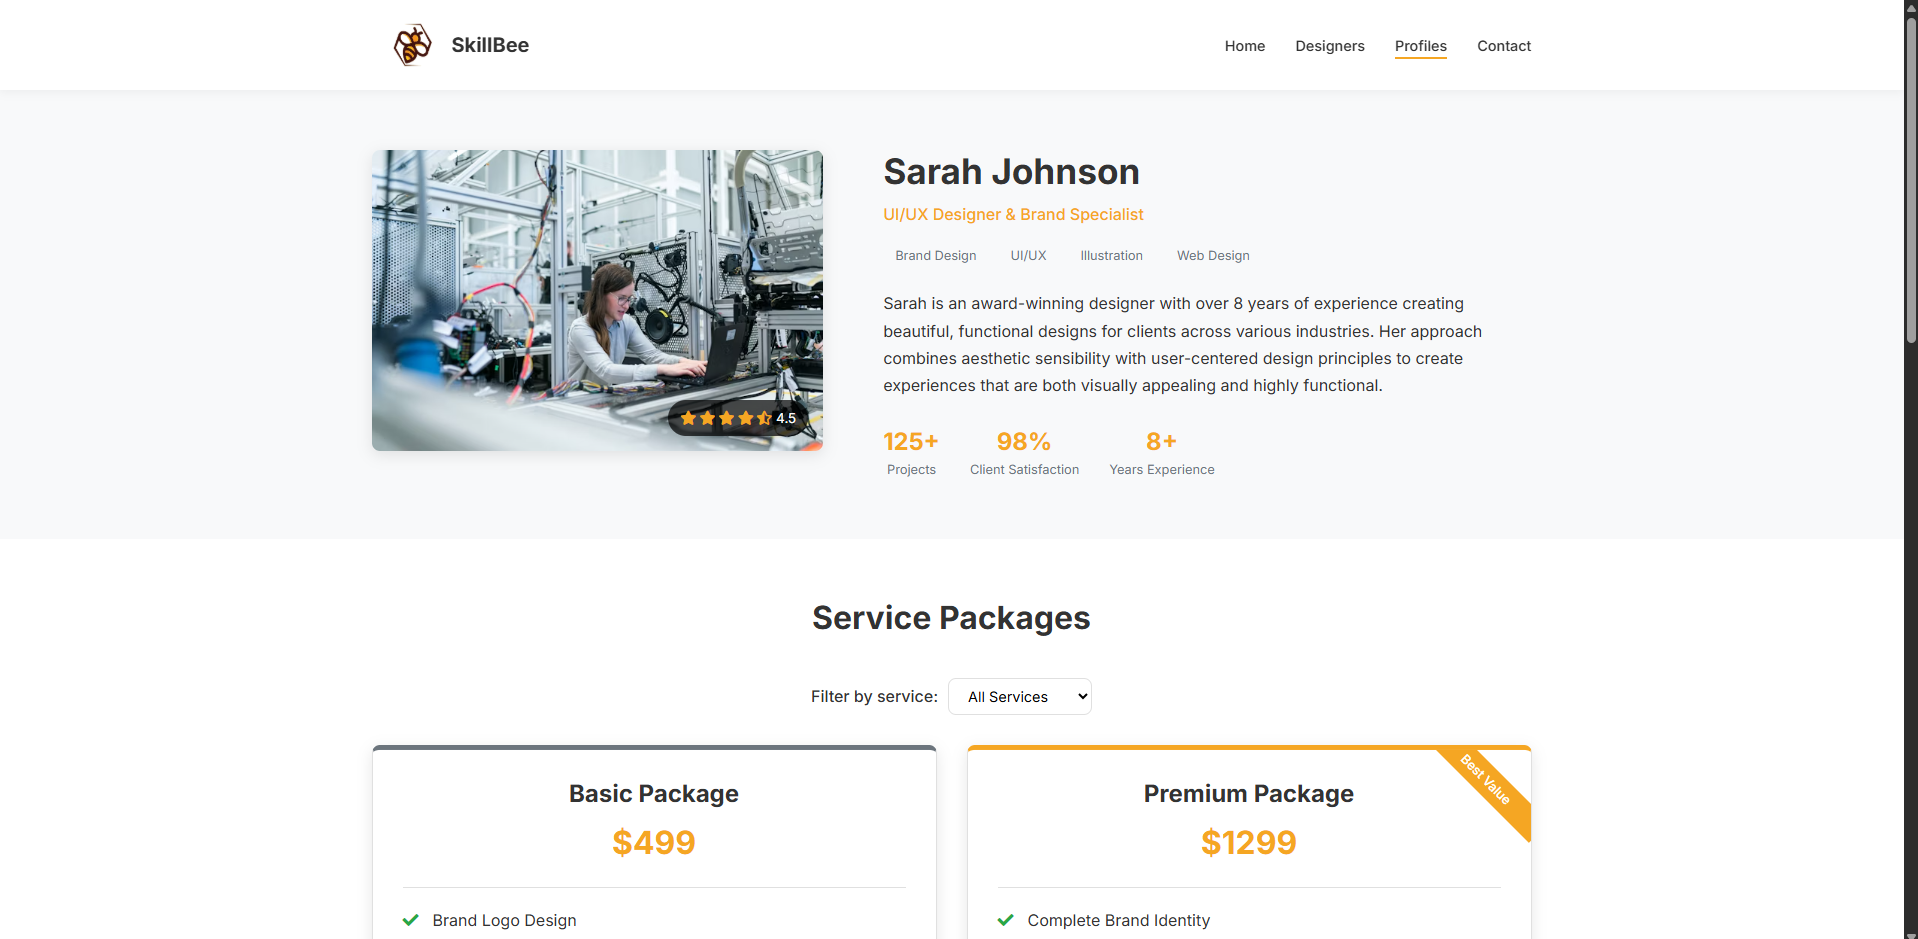 SkillBee
Home Designers Profiles Contact
Sarah Johnson
UI/UX Designer & Brand Specialist
Brand Design UI/UX Illustration Web Design
Sarah is an award-winning designer with over 8 years of experience creating
beautiful, functional designs for clients across various industries. Her approach
combines aesthetic sensibility with user-centered design principles to create
experiences that are both visually appealing and highly functional.
4.5
125+ 98% 8+
Projects Client Satisfaction Years Experience
Service Packages
Filter by service: All Services
Basic Package
$499
Brand Logo Design
Best Value
Premium Package
$1299
Complete Brand Identity